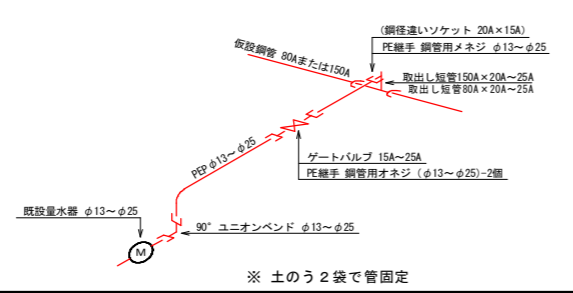 (鋼径違いソケット 20A×15A)
PE継手 鋼管用メネジ φ13～φ25
仮設鋼管 80Aまたは150A
取出し短管150A×20A～25A
取出し短管80A×20A～25A
ゲートバルブ 15A～25A
PE継手 鋼管用オネジ (φ13～φ25)-2個
PEPφ13～φ25
既設量水器 φ13～φ25
90° ユニオンベンド φ13～φ25
M
※ 土のう２袋で管固定